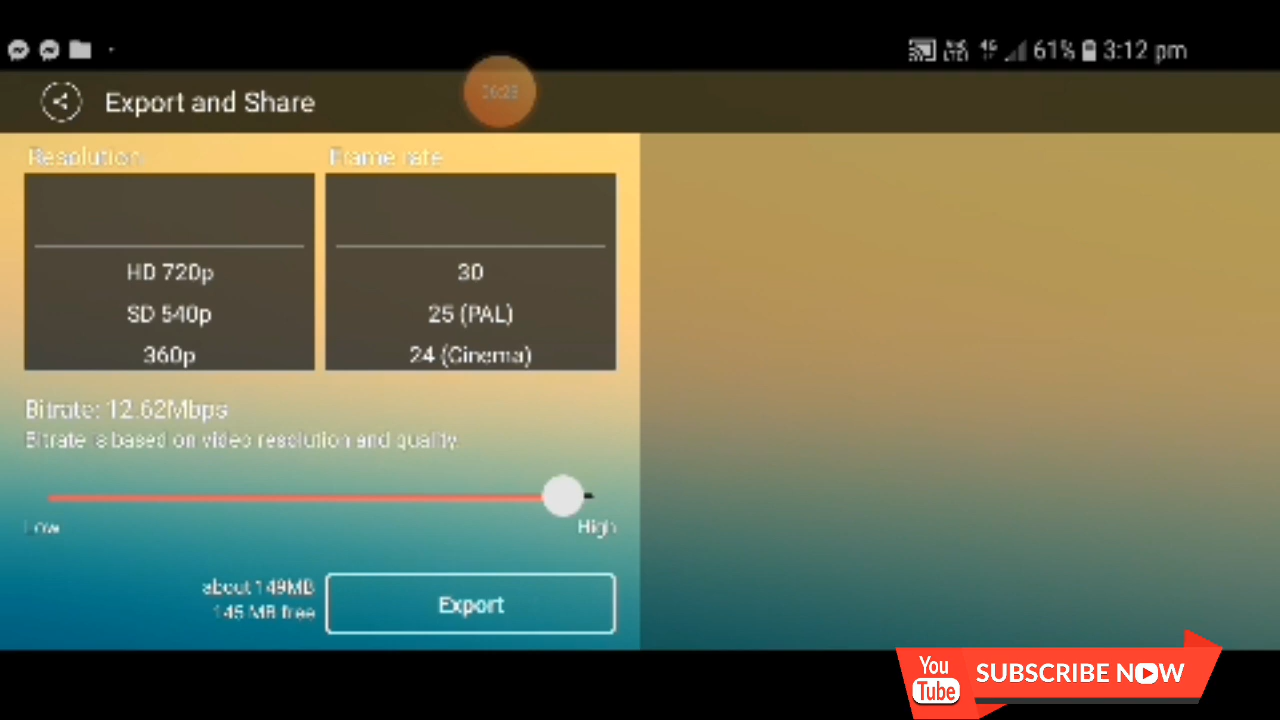 61% 3:12 pm
Export and Share
Resolution
Frame rate
HD 720p
SD 540p
360p
30
25 (PAL)
24 (Cinema)
Bitrate: 12.62Mbps
Bitrate is based on video resolution and quality.
Low
High
about 149MB
145 MB free
Export
You
Tube
SUBSCRIBE NOW